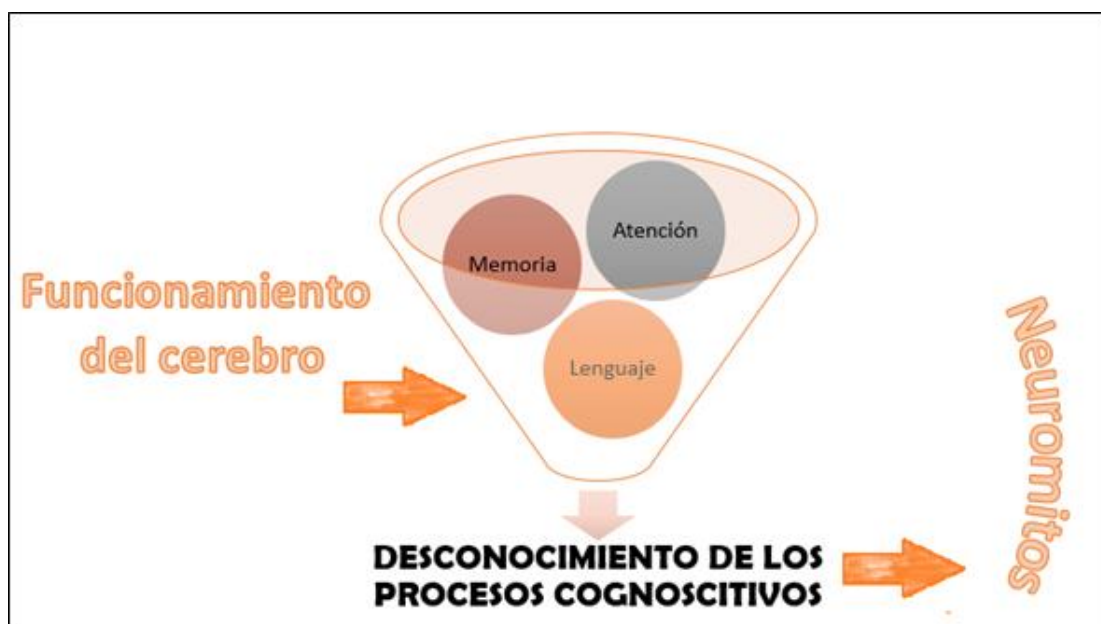 Atención
Memoria
Funcionamiento
del cerebro
Lenguaje
Neuromitos
DESCONOCIMIENTO DE LOS
PROCESOS COGNOSCITIVOS